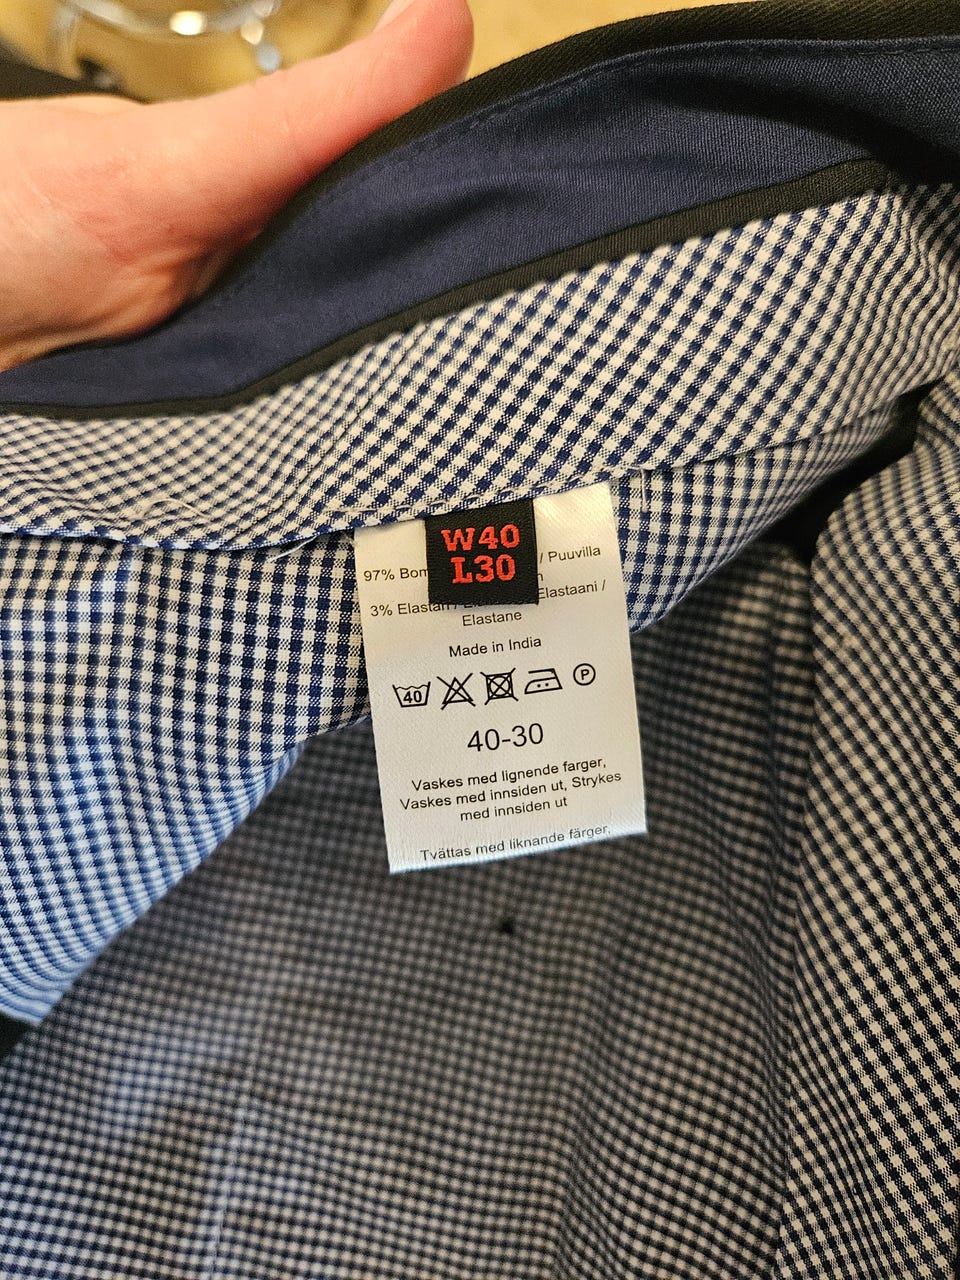 W40
L30
97% Bom / Puuvilla
3% Elastan / Elastaani /
Elastane
Made in India
40 P
40-30
Vaskes med lignende farger,
Vaskes med innsiden ut, Strykes
med innsiden ut
Tvättas med liknande färger,